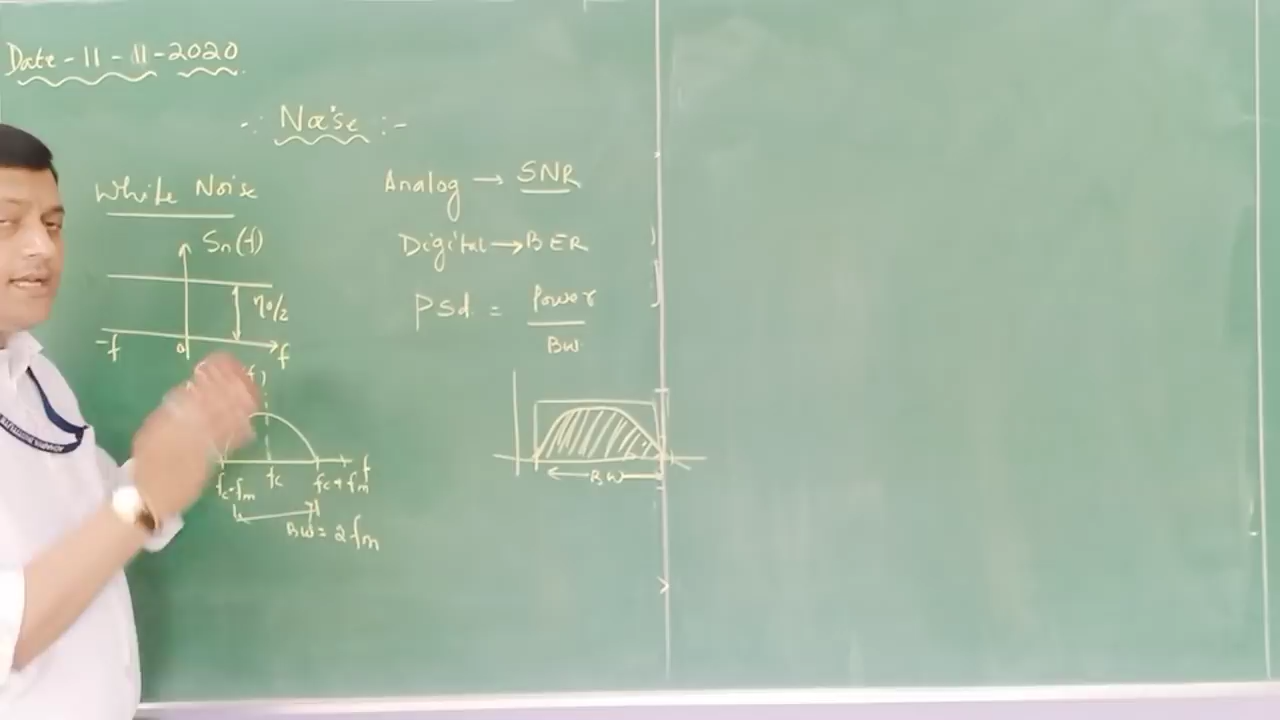 Date - 11 - 11 - 2020
-: Noise :-
White Noise
Sn(f)
η0/2
-f 0 f
f)
fc-fm fc fc+fm f
BW = 2fm
Analog → SNR
Digital → BER
Psd = Power
BW
BW